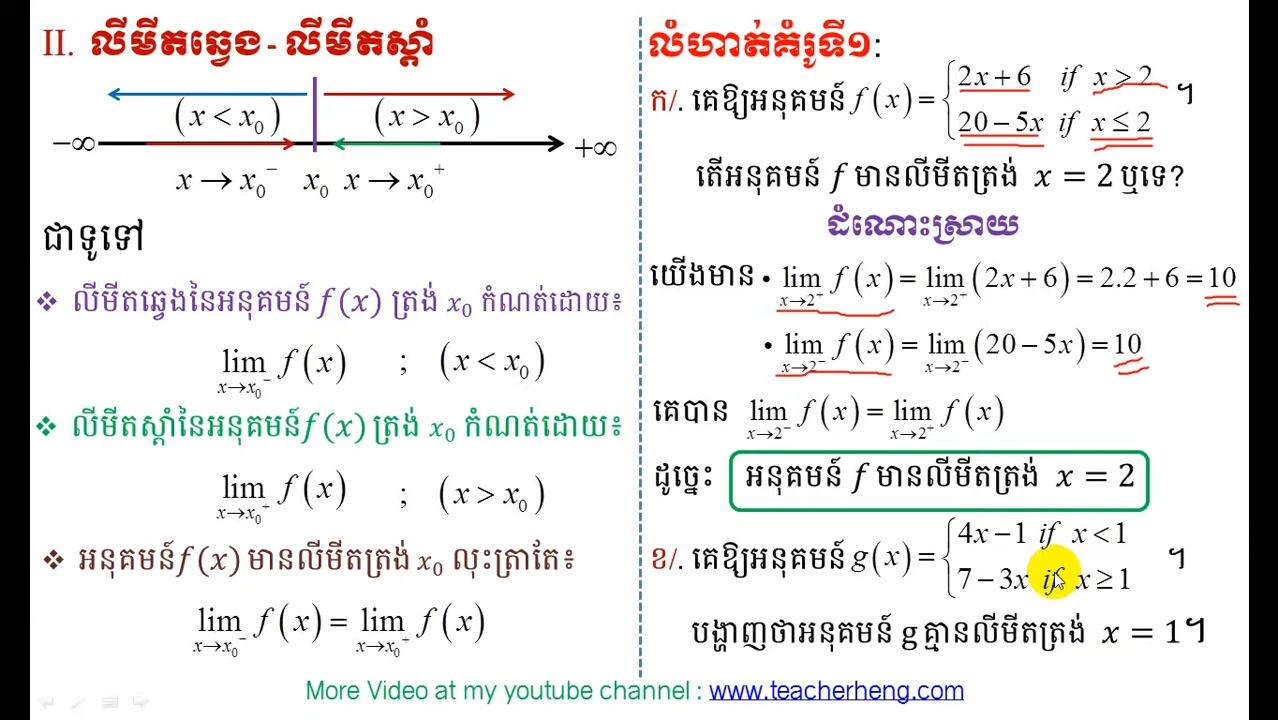 II. លីមីតឆ្វេង - លីមីតស្តាំ
(x < x₀) (x > x₀)
−∞ +∞
x → x₀⁻ x₀ x → x₀⁺
ជាទូទៅ
❖ លីមីតឆ្វេងនៃអនុគមន៍ f(x) ត្រង់ x₀ កំណត់ដោយ៖
lim x→x₀⁻ f(x) ; (x < x₀)
❖ លីមីតស្តាំនៃអនុគមន៍ f(x) ត្រង់ x₀ កំណត់ដោយ៖
lim x→x₀⁺ f(x) ; (x > x₀)
❖ អនុគមន៍ f(x) មានលីមីតត្រង់ x₀ លុះត្រាតែ៖
lim x→x₀⁻ f(x) = lim x→x₀⁺ f(x)
លំហាត់គំរូទី១:
ក/. គេឱ្យអនុគមន៍ f(x) = { 2x + 6 if x > 2
20 − 5x if x ≤ 2 ។
តើអនុគមន៍ f មានលីមីតត្រង់ x = 2 ឬទេ?
ដំណោះស្រាយ
យើងមាន • lim x→2⁺ f(x) = lim x→2⁺ (2x + 6) = 2.2 + 6 = 10
• lim x→2⁻ f(x) = lim x→2⁻ (20 − 5x) = 10
គេបាន lim x→2⁻ f(x) = lim x→2⁺ f(x)
ដូច្នេះ អនុគមន៍ f មានលីមីតត្រង់ x = 2
ខ/. គេឱ្យអនុគមន៍ g(x) = { 4x − 1 if x < 1
7 − 3x if x ≥ 1 ។
បង្ហាញថាអនុគមន៍ g គ្មានលីមីតត្រង់ x = 1។
More Video at my youtube channel : www.teacherheng.com